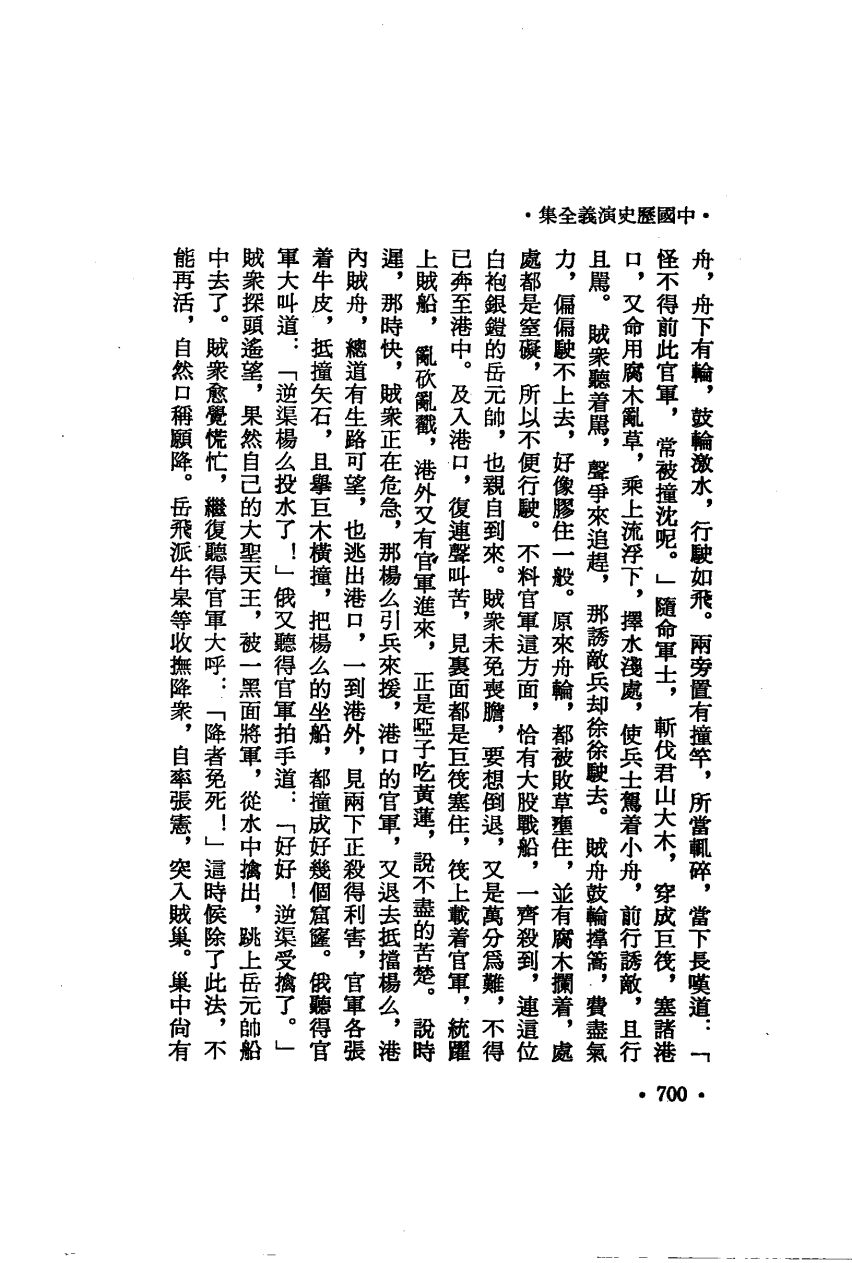 ·中國歷史演義全集·
舟，舟下有輪，鼓輪激水，行駛如飛。兩旁置有撞竿，所當輒碎，當下長嘆道：「
怪不得前此官軍，常被撞沈呢。」隨命軍士，斬伐君山大木，穿成巨筏，塞諸港
口，又命用腐木亂草，乘上流浮下，擇水淺處，使兵士駕着小舟，前行誘敵，且行
且罵。賊衆聽着罵，聲爭來追趕，那誘敵兵却徐徐駛去。賊舟鼓輪撑篙，費盡氣
力，偏偏駛不上去，好像膠住一般。原來舟輪，都被敗草壅住，並有腐木攔着，處
處都是窒礙，所以不便行駛。不料官軍這方面，恰有大股戰船，一齊殺到，連這位
白袍銀鎧的岳元帥，也親自到來。賊衆未免喪膽，要想倒退，又是萬分爲難，不得
已奔至港中。及入港口，復連聲叫苦，見裏面都是巨筏塞住，筏上載着官軍，統躍
上賊船，亂砍亂戳，港外又有官軍進來，正是啞子吃黃蓮，說不盡的苦楚。說時
遲，那時快，賊衆正在危急，那楊么引兵來援，港口的官軍，又退去抵擋楊么，港
內賊舟，總道有生路可望，也逃出港口，一到港外，見兩下正殺得利害，官軍各張
着牛皮，抵撞矢石，且舉巨木橫撞，把楊么的坐船，都撞成好幾個窟窿。俄聽得官
軍大叫道：「逆渠楊么投水了！」俄又聽得官軍拍手道：「好好！逆渠受擒了。」
賊衆探頭遙望，果然自己的大聖天王，被一黑面將軍，從水中擒出，跳上岳元帥船
中去了。賊衆愈覺慌忙，繼復聽得官軍大呼：「降者免死！」這時候除了此法，不
能再活，自然口稱願降。岳飛派牛臯等收撫降衆，自率張憲，突入賊巢。巢中尙有
·700·